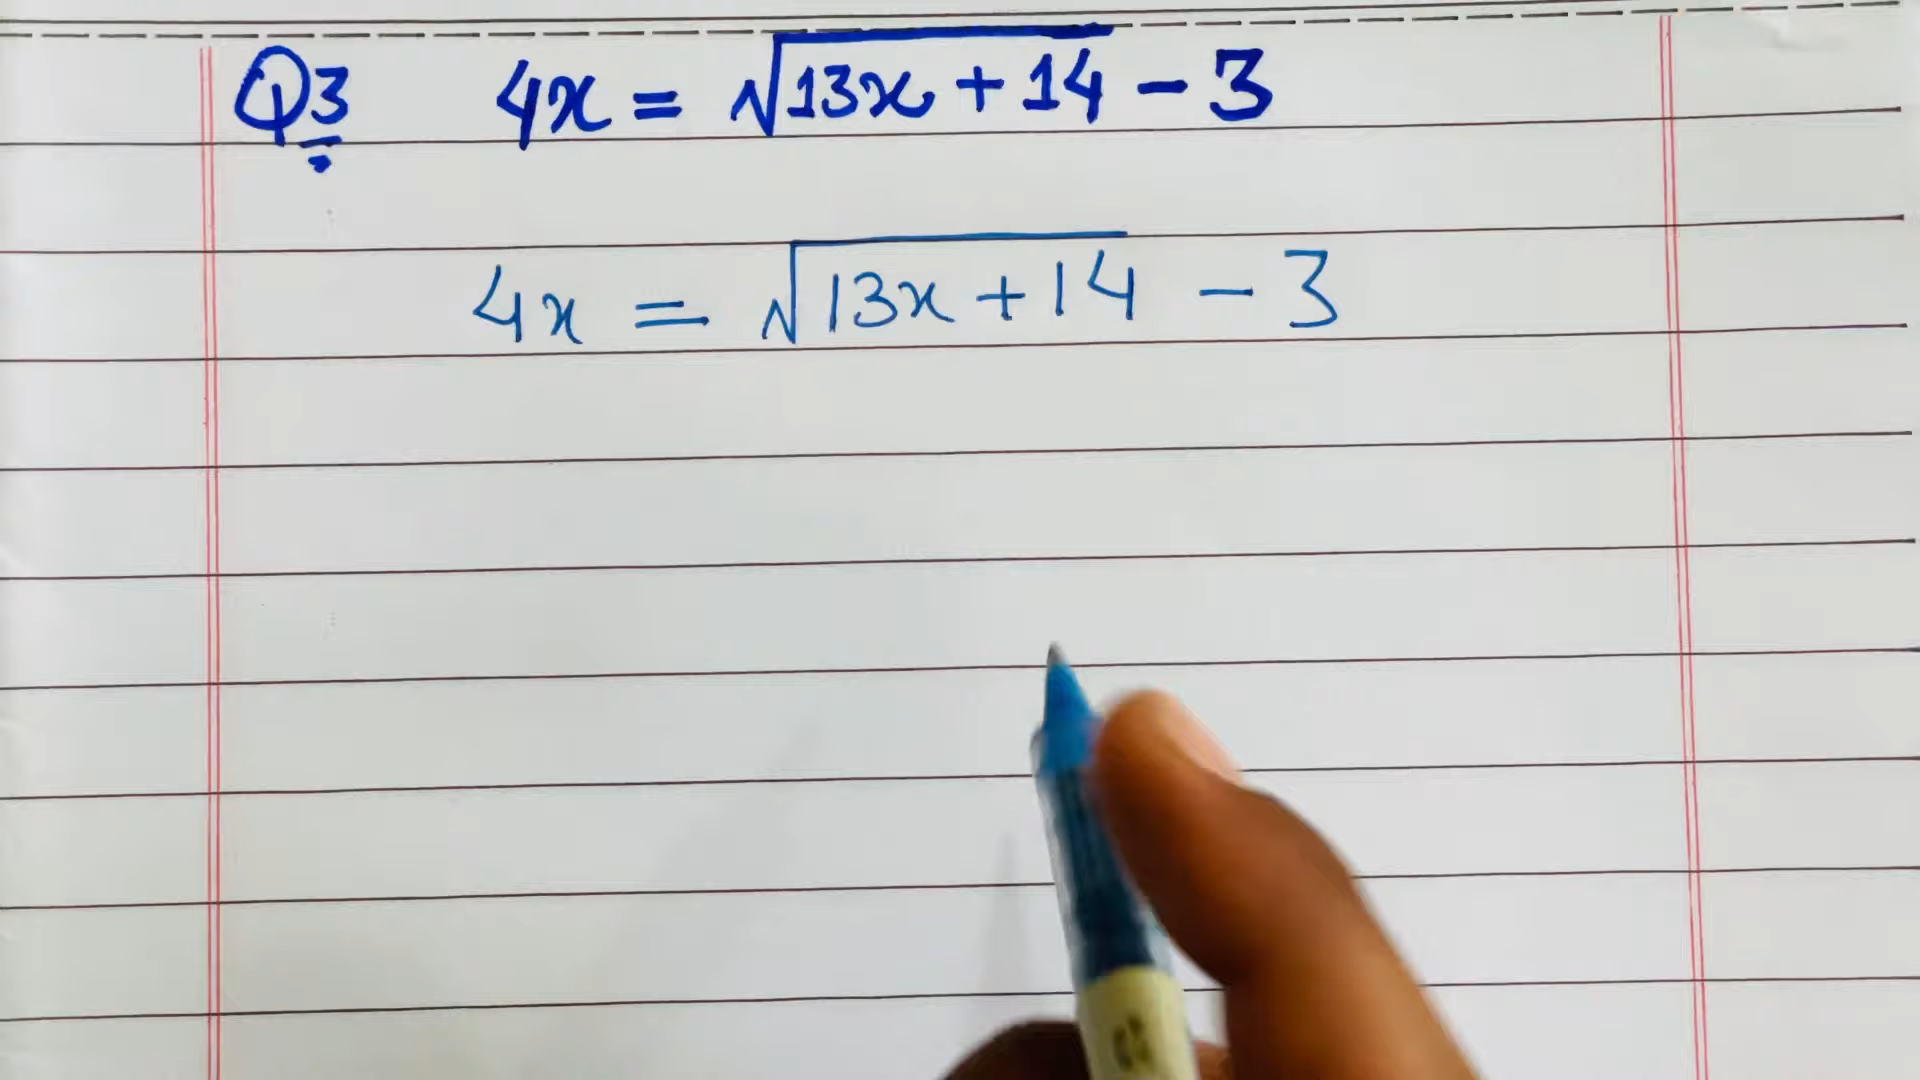 Q3 4x = √13x + 14 - 3
4x = √13x + 14 - 3